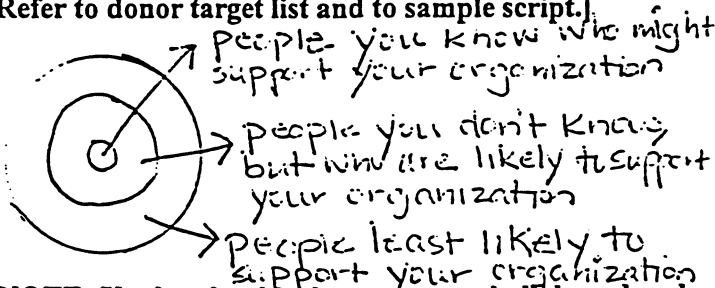 Refer to donor target list and to sample script.]
people you know who might
support your organization
people you don't know,
but who are likely to support
your organization
people least likely to
support your organization